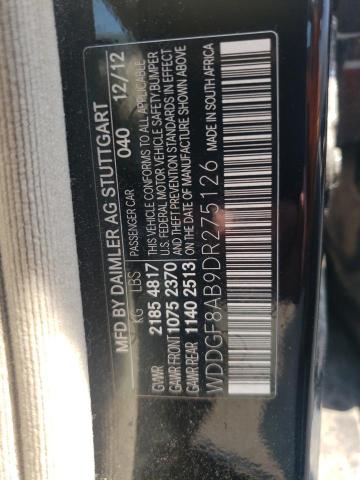 MFD BY DAIMLER AG STUTTGART
PASSENGER CAR 040 12/12
KG LBS
GVWR 2185 4817
GAWR FRONT 1075 2370
GAWR REAR 1140 2513
THIS VEHICLE CONFORMS TO ALL APPLICABLE
U.S. FEDERAL MOTOR VEHICLE SAFETY, BUMPER
AND THEFT PREVENTION STANDARDS IN EFFECT
ON THE DATE OF MANUFACTURE SHOWN ABOVE
WDDGF8AB9DR275126
MADE IN SOUTH AFRICA